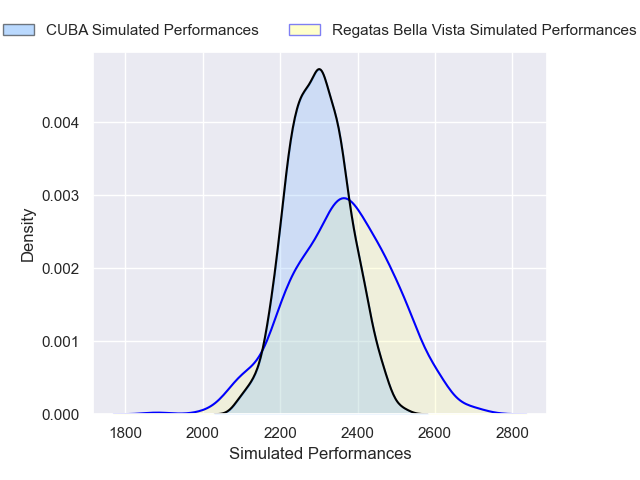 CUBA Simulated Performances
Regatas Bella Vista Simulated Performances
0.004
0.003
0.002
0.001
0.000
Density
1800 2000 2200 2400 2600 2800
Simulated Performances